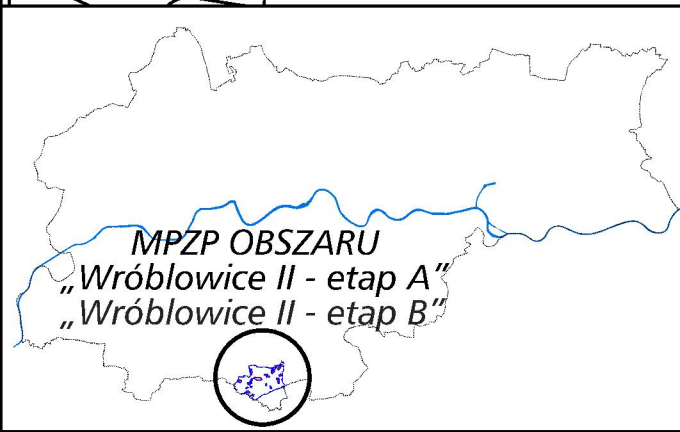 MPZP OBSZARU
„Wróblowice II - etap A”
„Wróblowice II - etap B”